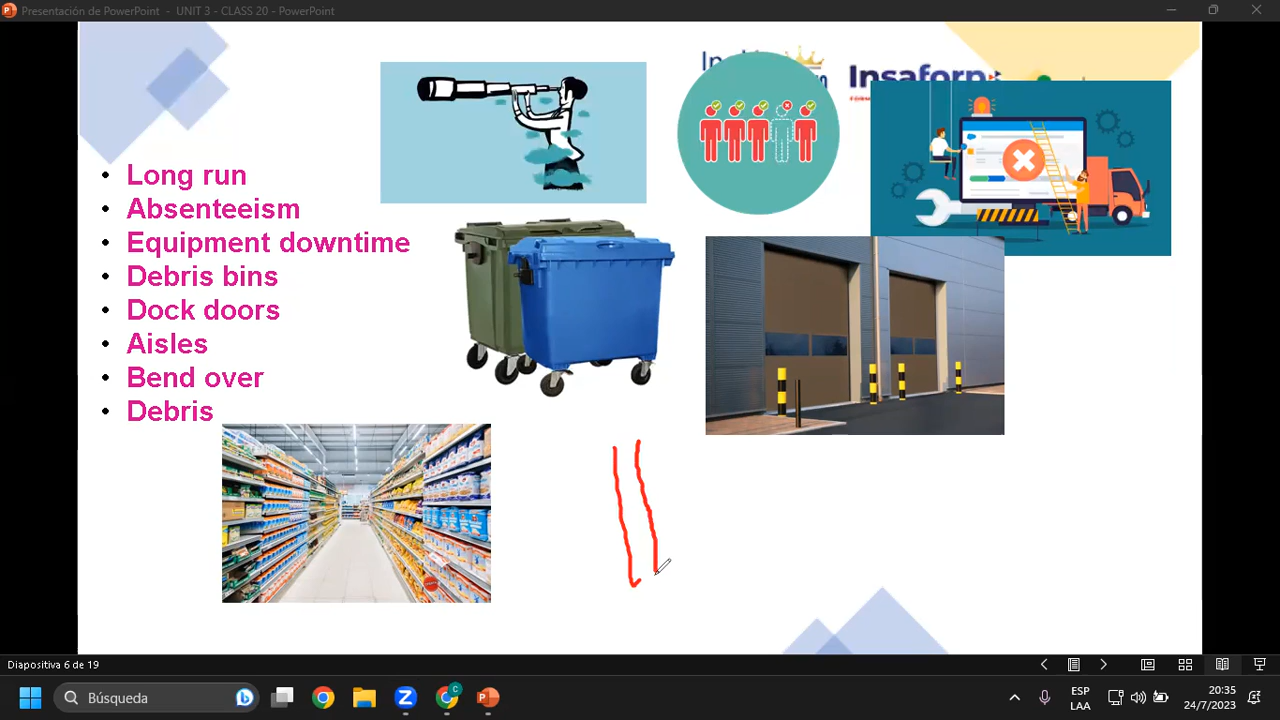 Presentación de PowerPoint - UNIT 3 - CLASS 20 - PowerPoint
Insaforp
• Long run
• Absenteeism
• Equipment downtime
• Debris bins
• Dock doors
• Aisles
• Bend over
• Debris
Diapositiva 6 de 19
Búsqueda
ESP
LAA
20:35
24/7/2023